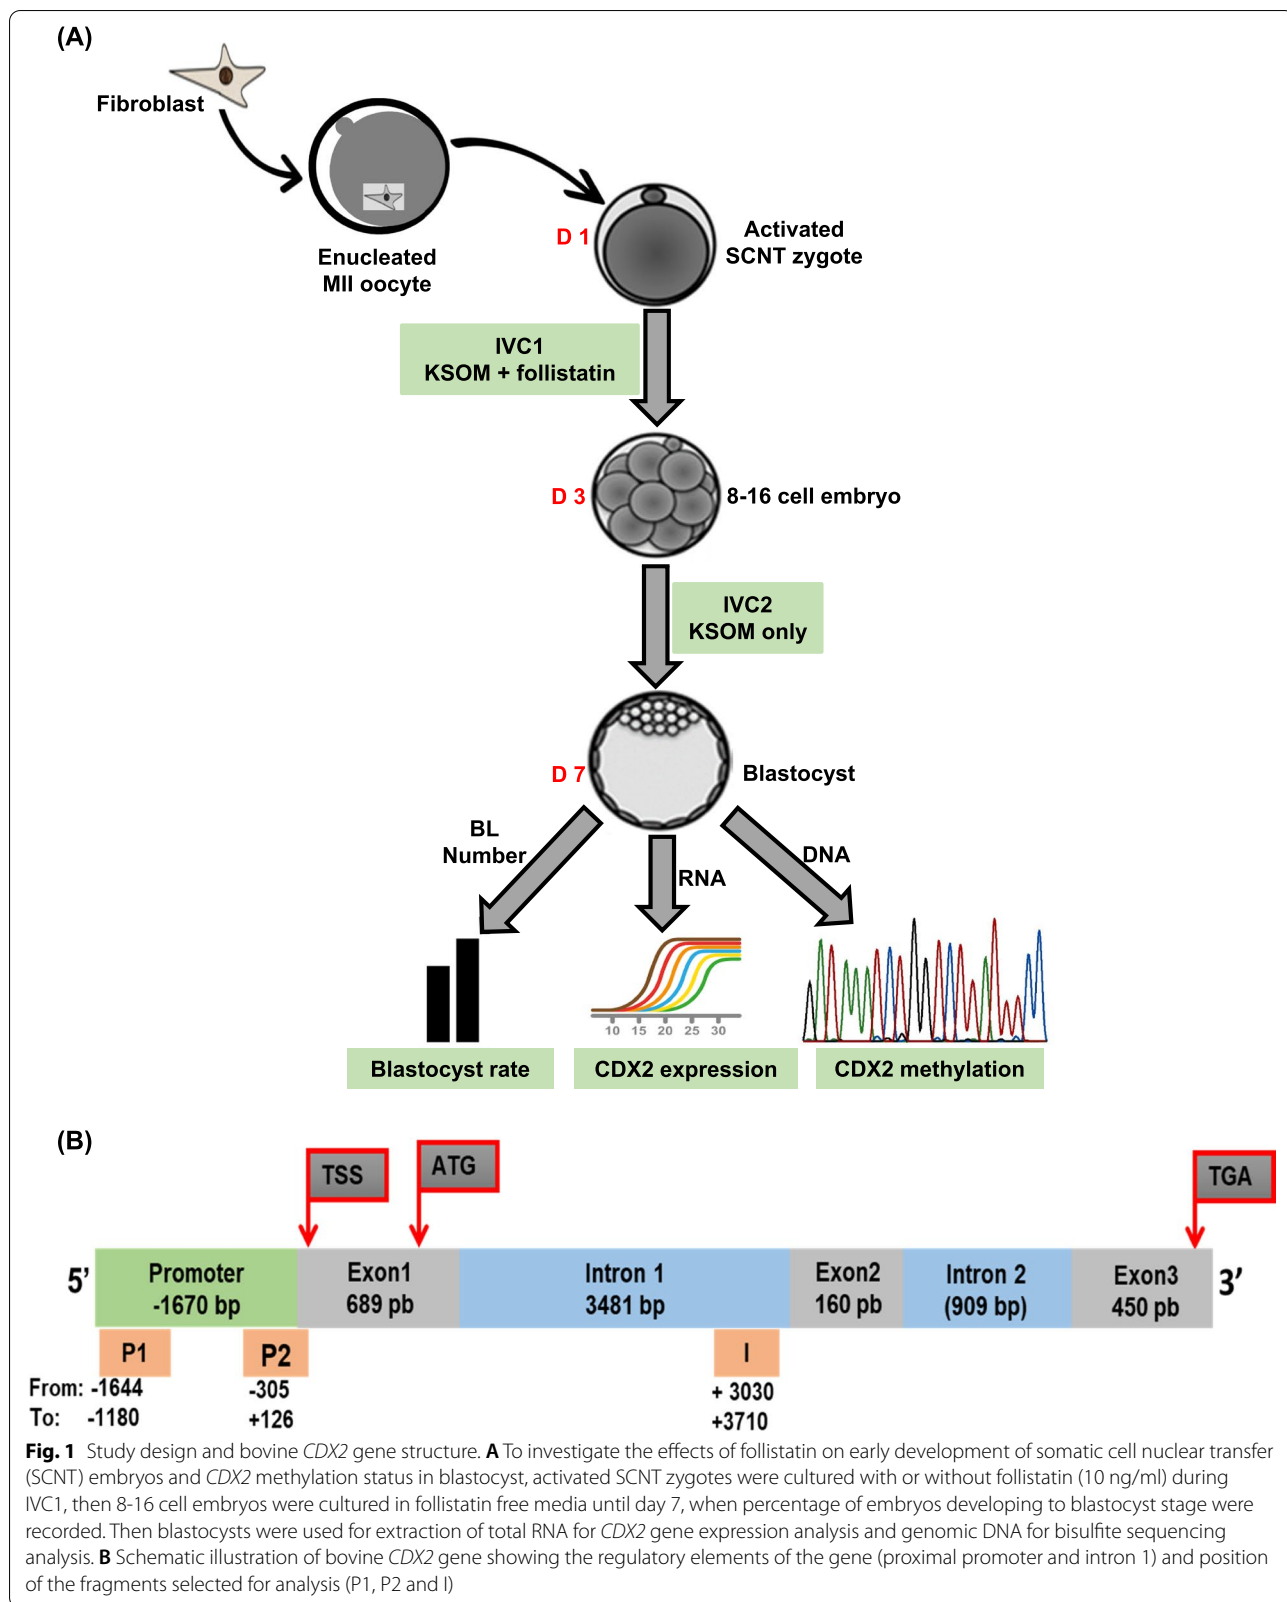 (A)
Fibroblast
Enucleated
MII oocyte
D 1
Activated
SCNT zygote
IVC1
KSOM + follistatin
D 3
8-16 cell embryo
IVC2
KSOM only
D 7
Blastocyst
BL
Number
RNA
DNA
10 15 20 25 30
Blastocyst rate
CDX2 expression
CDX2 methylation
(B)
TSS
ATG
TGA
5’
Promoter
-1670 bp
Exon1
689 pb
Intron 1
3481 bp
Exon2
160 pb
Intron 2
(909 bp)
Exon3
450 pb
3’
P1
P2
I
From: -1644
-305
+ 3030
To: -1180
+126
+3710
Fig. 1 Study design and bovine CDX2 gene structure. A To investigate the effects of follistatin on early development of somatic cell nuclear transfer
(SCNT) embryos and CDX2 methylation status in blastocyst, activated SCNT zygotes were cultured with or without follistatin (10 ng/ml) during
IVC1, then 8-16 cell embryos were cultured in follistatin free media until day 7, when percentage of embryos developing to blastocyst stage were
recorded. Then blastocysts were used for extraction of total RNA for CDX2 gene expression analysis and genomic DNA for bisulfite sequencing
analysis. B Schematic illustration of bovine CDX2 gene showing the regulatory elements of the gene (proximal promoter and intron 1) and position
of the fragments selected for analysis (P1, P2 and I)